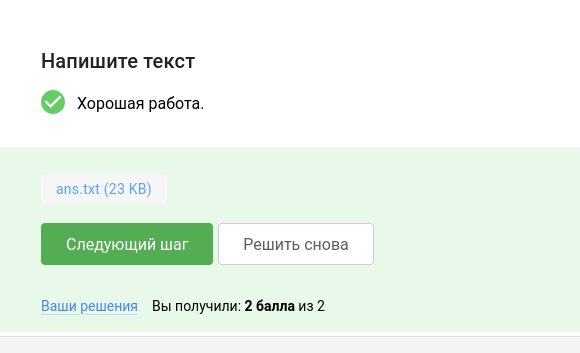 Напишите текст
Хорошая работа.
ans.txt (23 KB)
Следующий шаг Решить снова
Ваши решения Вы получили: 2 балла из 2